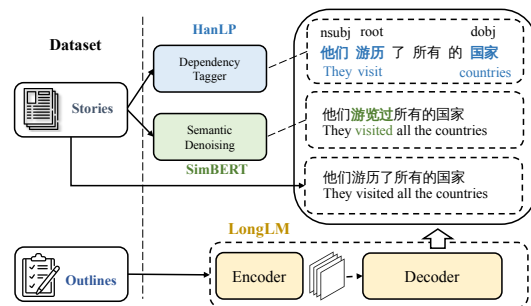 Dataset
HanLP
Dependency
Tagger
Stories
Semantic
Denoising
SimBERT
nsubj root dobj
他们 游历 了 所有 的 国家
They visit countries
他们游览过所有的国家
They visited all the countries
他们游历了所有的国家
They visited all the countries
LongLM
Outlines
Encoder
Decoder